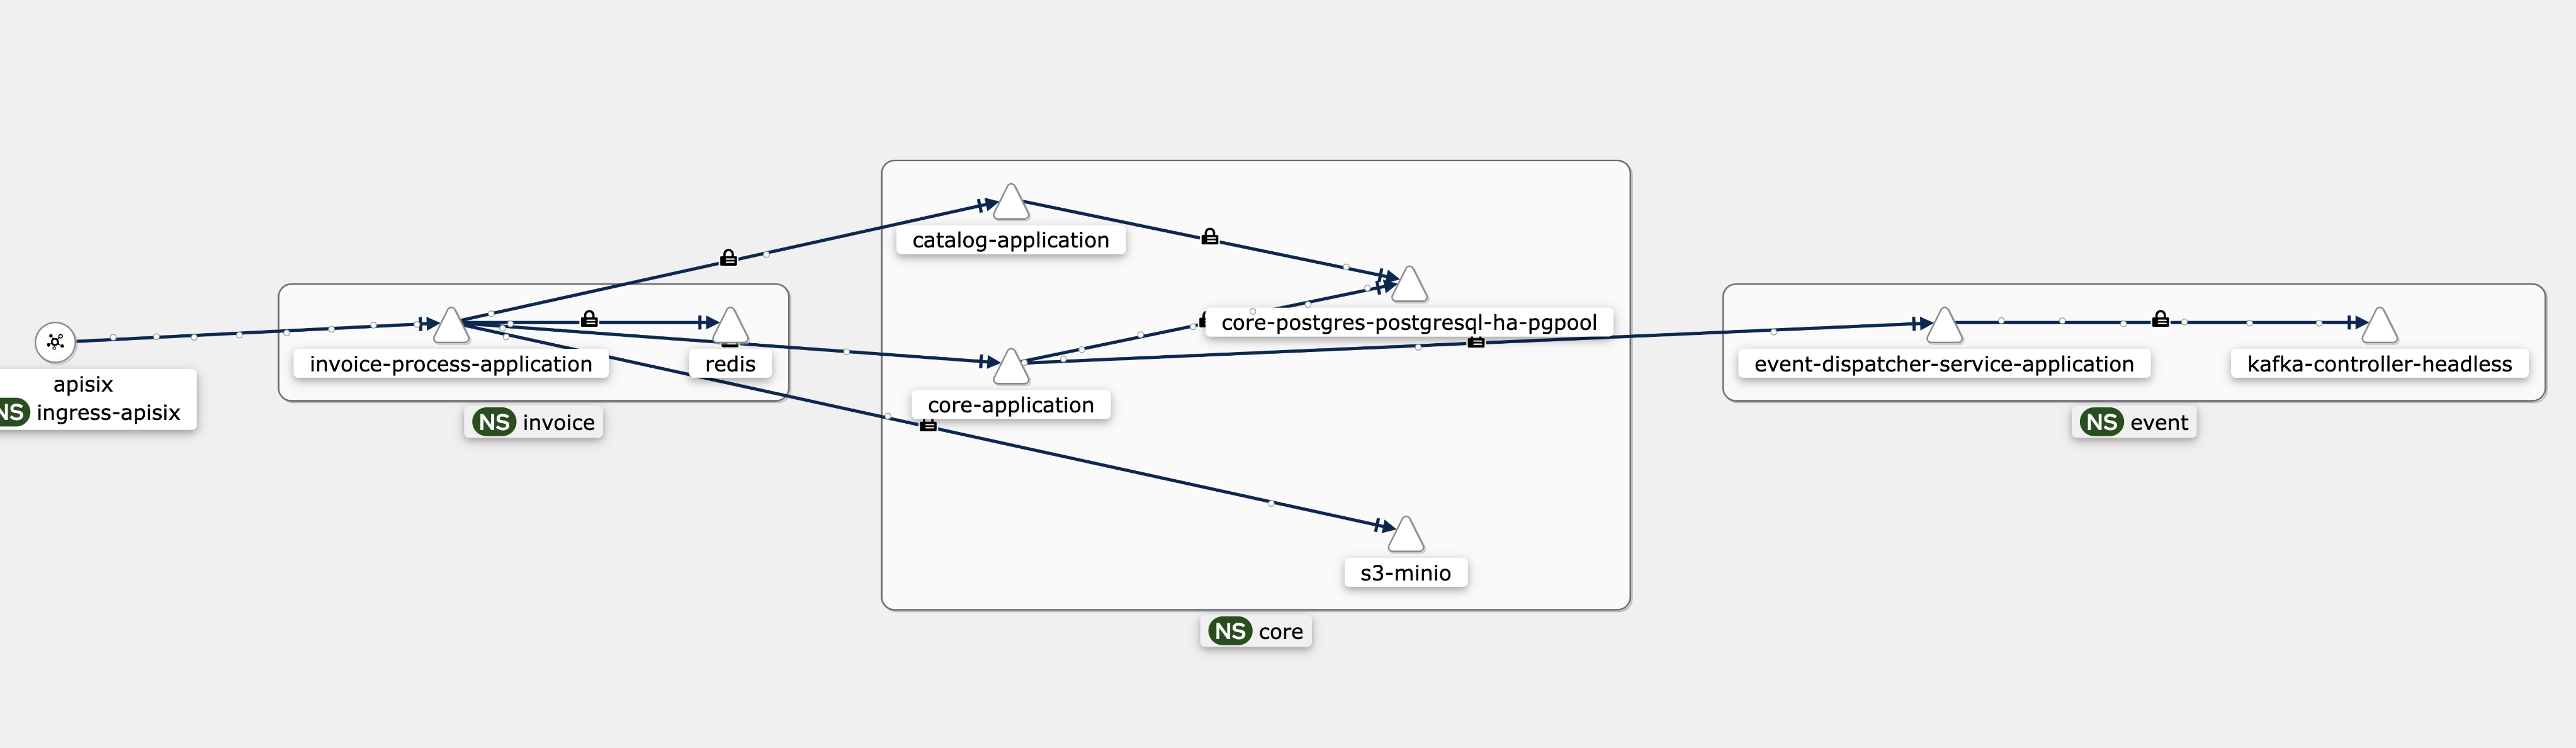 apisix
NS ingress-apisix
invoice-process-application
redis
NS invoice
catalog-application
core-postgres-postgresql-ha-pgpool
core-application
s3-minio
NS core
event-dispatcher-service-application
kafka-controller-headless
NS event